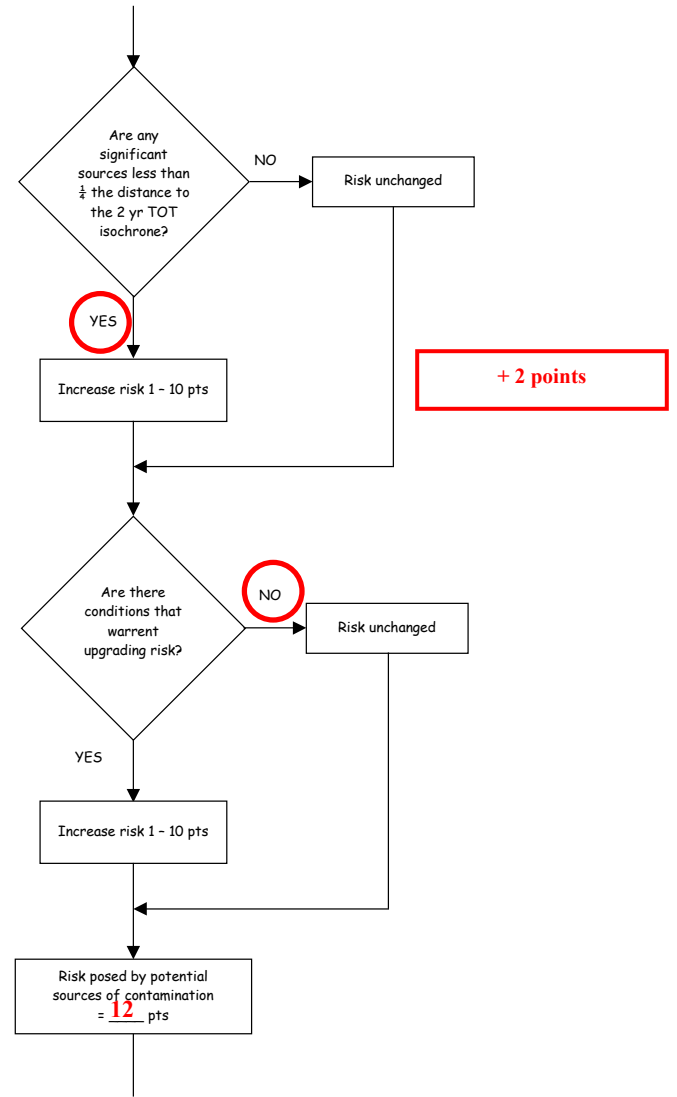 Are any
significant
sources less than
¼ the distance to
the 2 yr TOT
isochrone?
NO
Risk unchanged
YES
Increase risk 1 – 10 pts
+ 2 points
Are there
conditions that
warrent
upgrading risk?
NO
Risk unchanged
YES
Increase risk 1 – 10 pts
Risk posed by potential
sources of contamination
= 12 pts